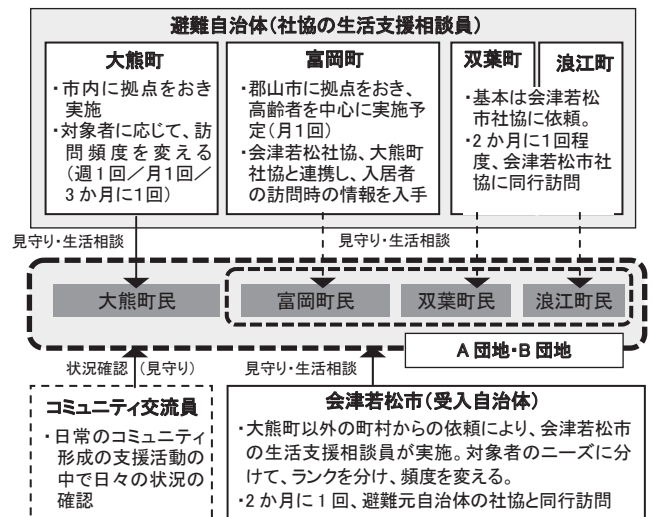 避難自治体(社協の生活支援相談員)
大熊町
・市内に拠点をおき
実施
・対象者に応じて、訪
問頻度を変える
(週1回/月1回/
3か月に1回)
富岡町
・郡山市に拠点をおき、
高齢者を中心に実施予
定(月1回)
・会津若松社協、大熊町
社協と連携し、入居者
の訪問時の情報を入手
双葉町 浪江町
・基本は会津若松
市社協に依頼。
・2か月に1回程
度、会津若松市社
協に同行訪問
見守り・生活相談
見守り・生活相談
大熊町民
富岡町民
双葉町民
浪江町民
A団地・B団地
状況確認(見守り)
見守り・生活相談
コミュニティ交流員
・日常のコミュニティ
形成の支援活動の
中で日々の状況の
確認
会津若松市(受入自治体)
・大熊町以外の町村からの依頼により、会津若松市
の生活支援相談員が実施。対象者のニーズに分
けて、ランクを分け、頻度を変える。
・2か月に1回、避難元自治体の社協と同行訪問